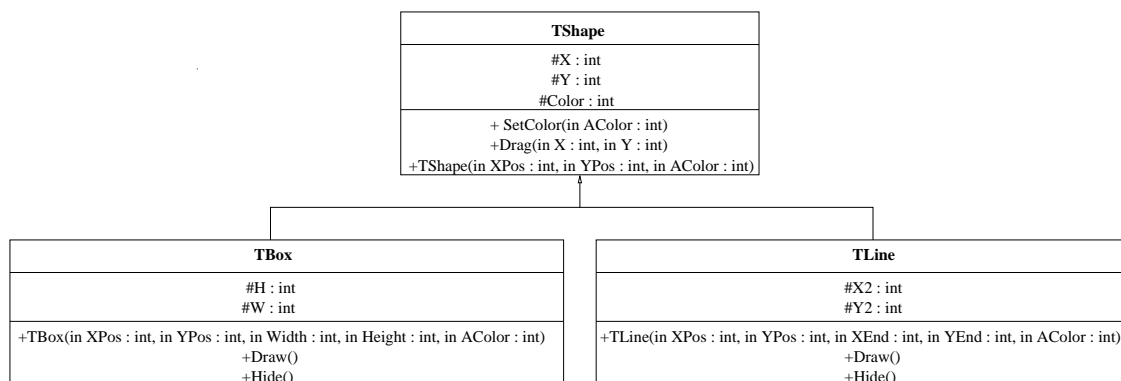 TShape
#X : int
#Y : int
#Color : int
+ SetColor(in AColor : int)
+Drag(in X : int, in Y : int)
+TShape(in XPos : int, in YPos : int, in AColor : int)
TBox
#H : int
#W : int
+TBox(in XPos : int, in YPos : int, in Width : int, in Height : int, in AColor : int)
+Draw()
+Hide()
TLine
#X2 : int
#Y2 : int
+TLine(in XPos : int, in YPos : int, in XEnd : int, in YEnd : int, in AColor : int)
+Draw()
+Hide()